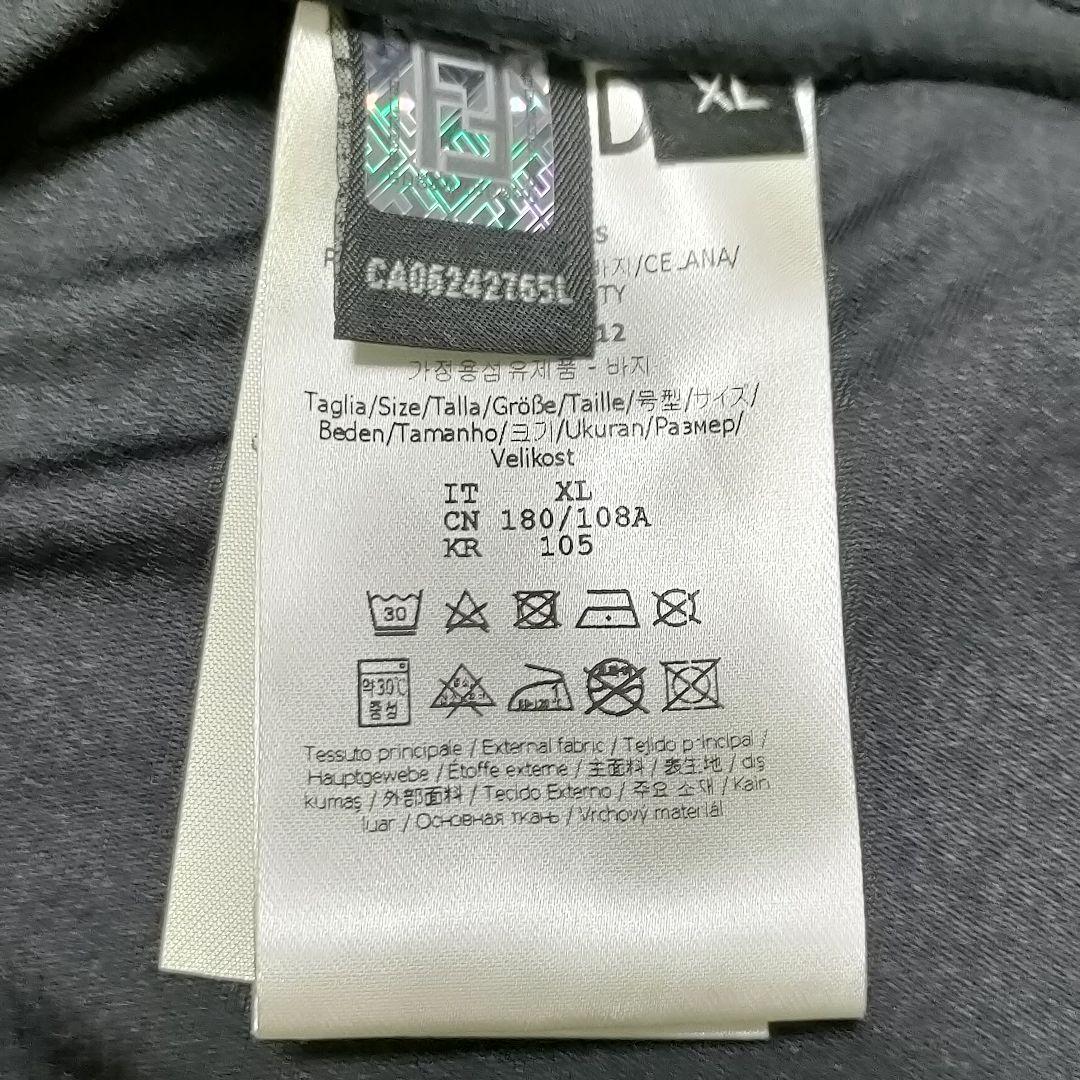 XL
바지/CELANA/
TY
12
CA05242765L
가정용섬유제품 - 바지
Taglia/Size/Talla/Größe/Taille/号型/サイズ/
Beden/Tamanho/크기/Ukuran/Размер/
Velikost
IT XL
CN 180/108A
KR 105
30
약30℃
중성
Tessuto principale / External fabric / Tejido principal /
Hauptgewebe / Étoffe externe / 主面料 / 表生地 / dış
kumaş / 外部面料 / Tecido Externo / 주요 소재 / Kain
luar / Основная ткань / Vrchový materiál